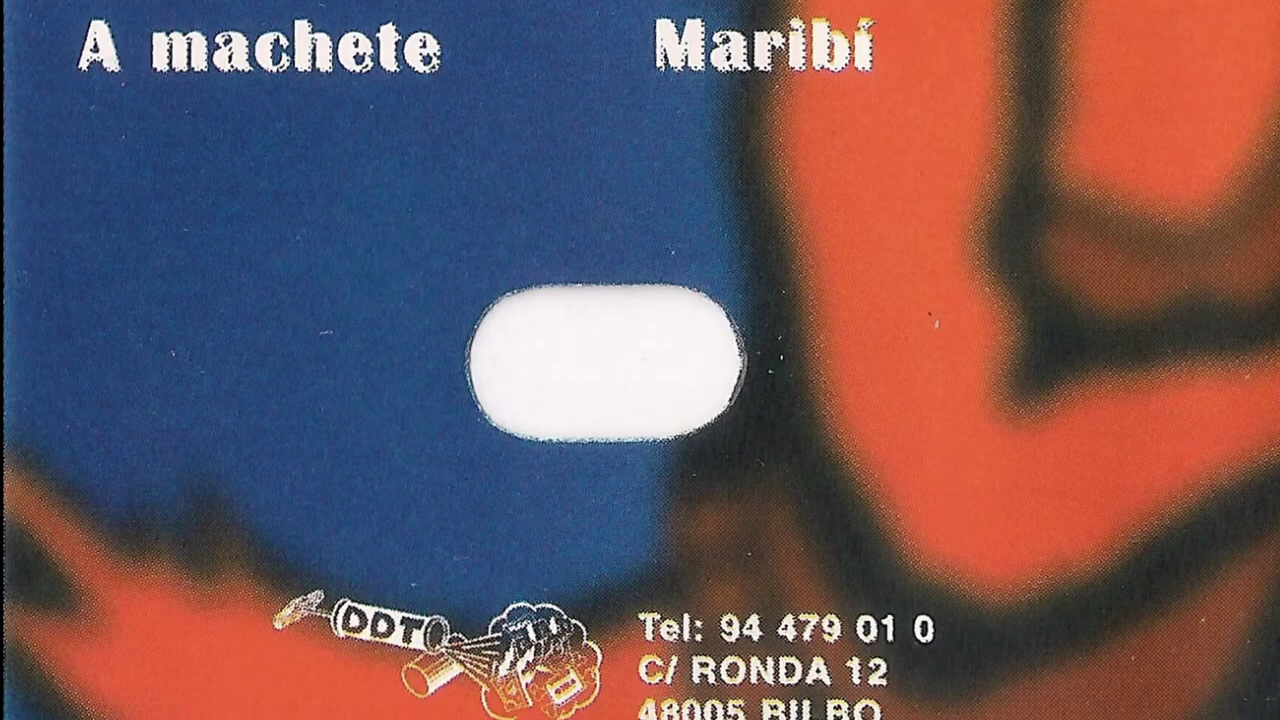 A machete
Maribí
DDT
Tel: 94 479 01 0
C/ RONDA 12
48005 BILBO